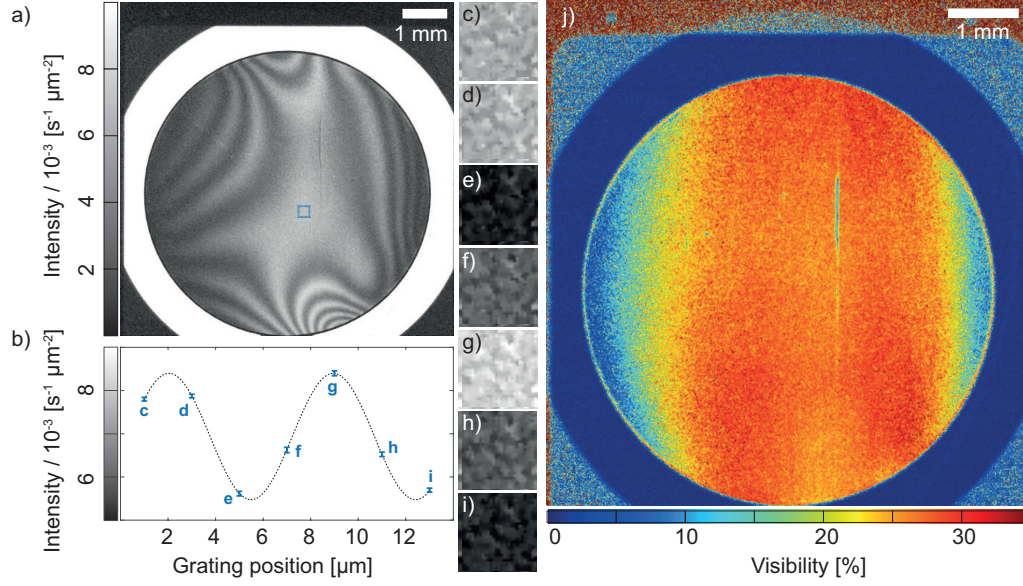 a)
1 mm
Intensity / 10⁻³ [s⁻¹ µm⁻²]
8
6
4
2
b)
Intensity / 10⁻³ [s⁻¹ µm⁻²]
8
6
c
d
e
f
g
h
i
2
4
6
8
10
12
Grating position [µm]
c)
d)
e)
f)
g)
h)
i)
j)
1 mm
0
10
20
30
Visibility [%]